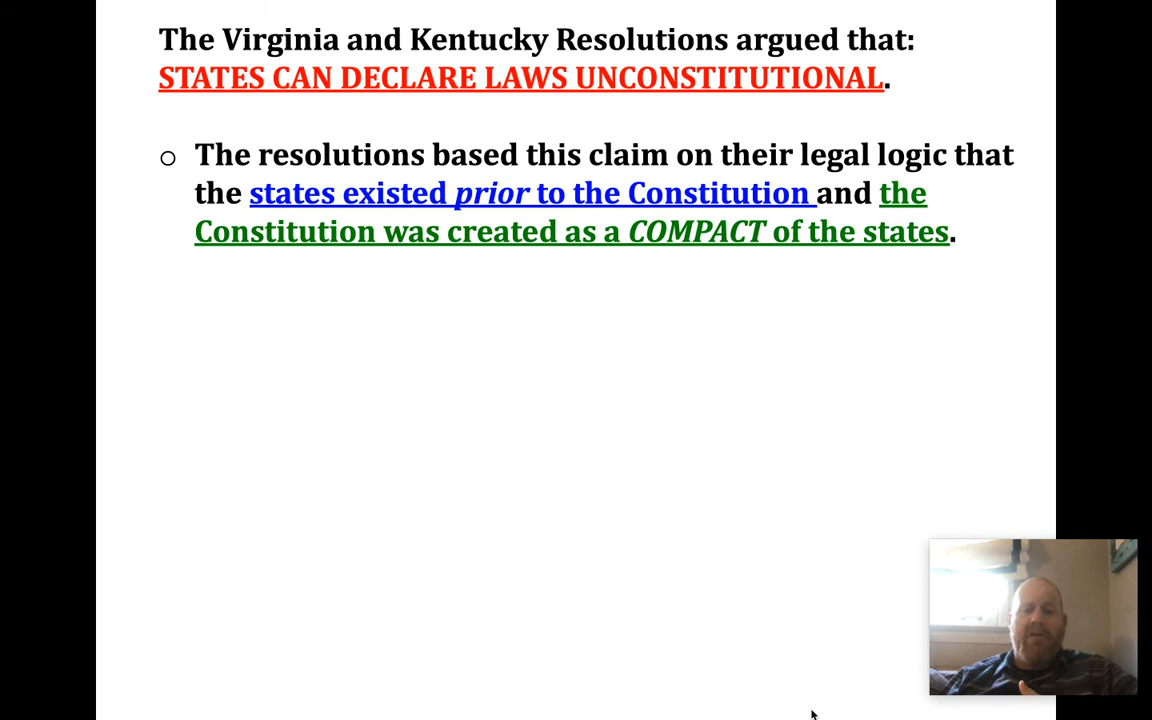 The Virginia and Kentucky Resolutions argued that:
STATES CAN DECLARE LAWS UNCONSTITUTIONAL.
o The resolutions based this claim on their legal logic that
the states existed prior to the Constitution and the
Constitution was created as a COMPACT of the states.